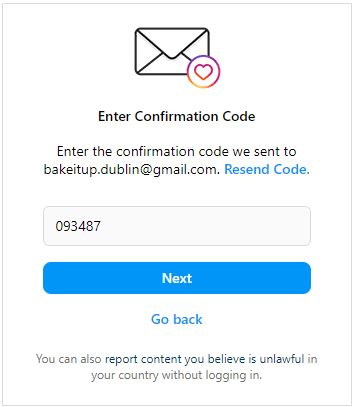 Enter Confirmation Code
Enter the confirmation code we sent to
bakeitup.dublin@gmail.com. Resend Code.
093487
Next
Go back
You can also report content you believe is unlawful in
your country without logging in.